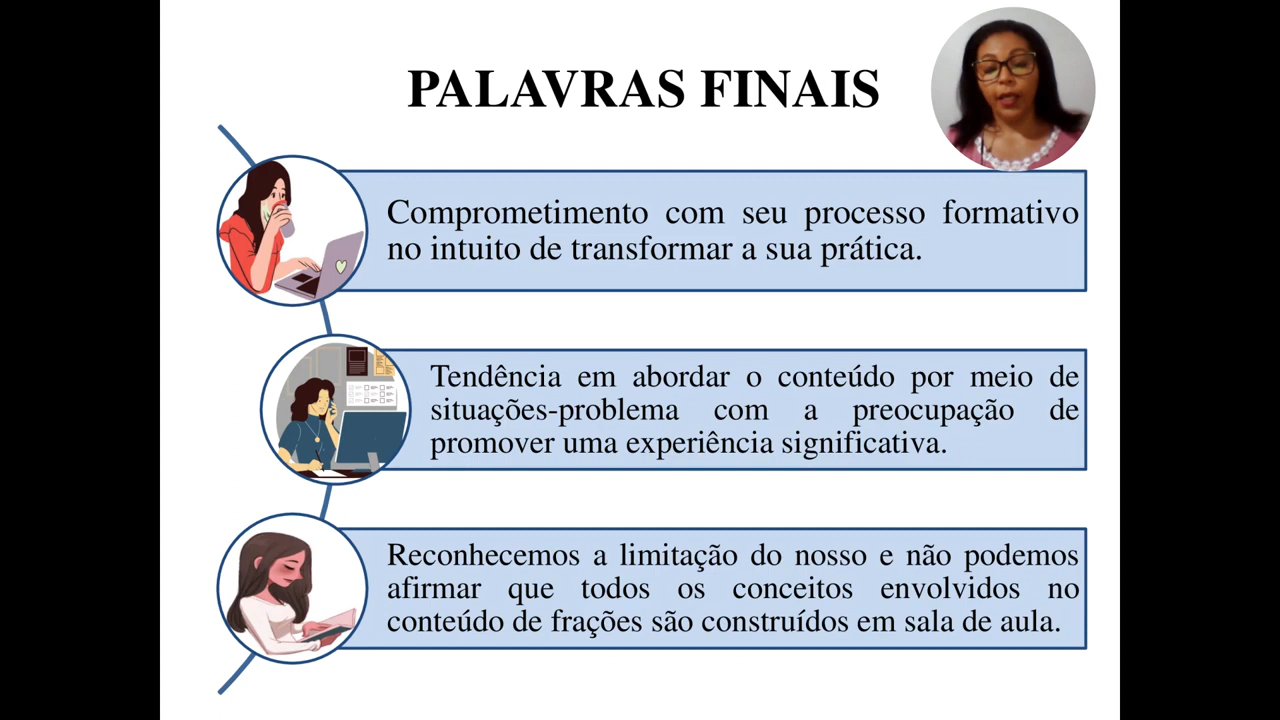 PALAVRAS FINAIS
Comprometimento com seu processo formativo
no intuito de transformar a sua prática.
Tendência em abordar o conteúdo por meio de
situações-problema com a preocupação de
promover uma experiência significativa.
Reconhecemos a limitação do nosso e não podemos
afirmar que todos os conceitos envolvidos no
conteúdo de frações são construídos em sala de aula.